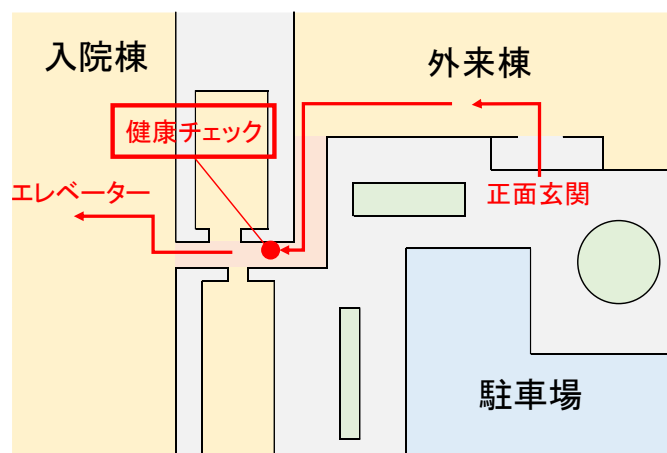 入院棟
外来棟
健康チェック
エレベーター
正面玄関
駐車場